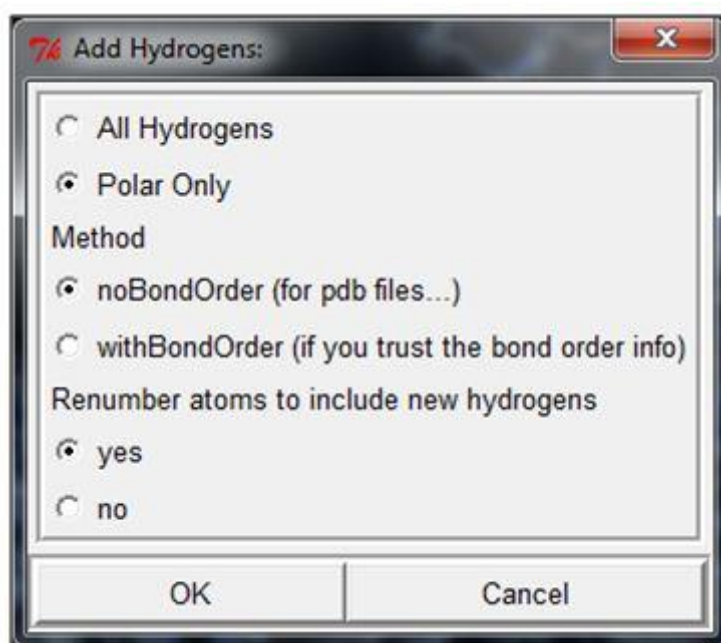 Add Hydrogens:
All Hydrogens
Polar Only
Method
noBondOrder (for pdb files...)
withBondOrder (if you trust the bond order info)
Renumber atoms to include new hydrogens
yes
no
OK Cancel